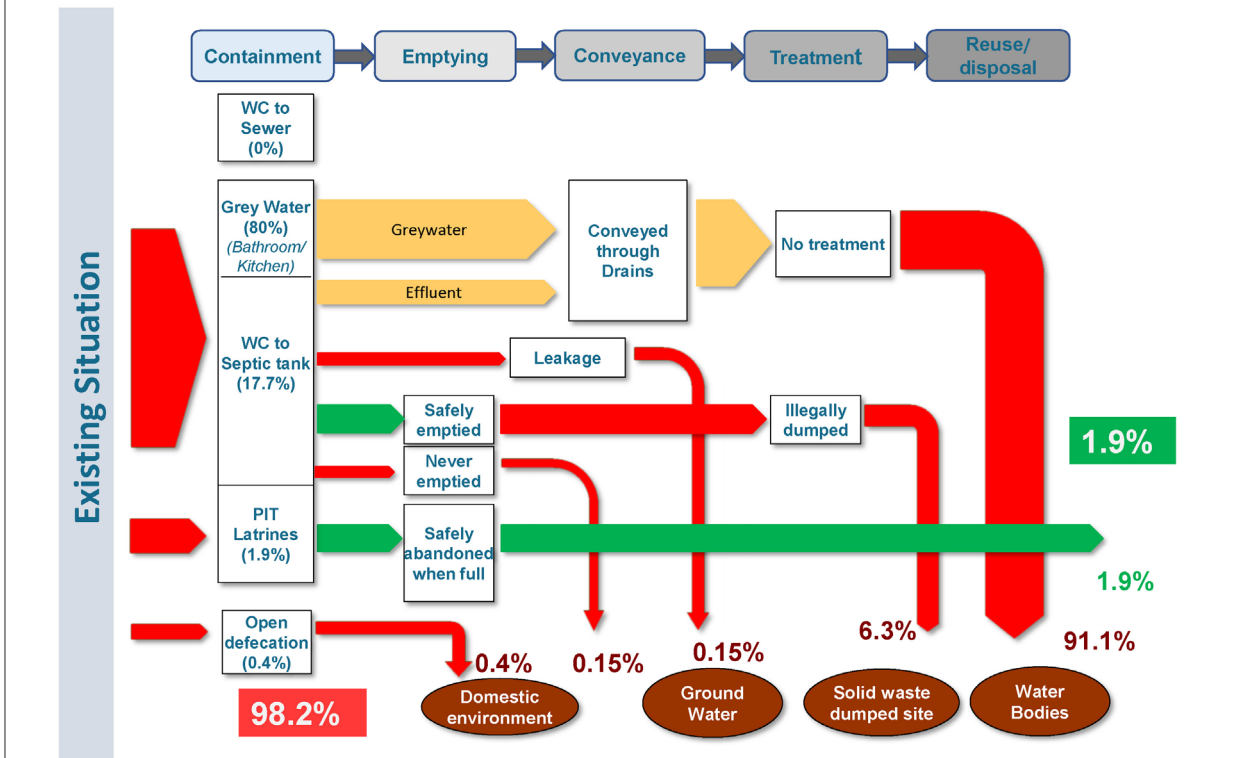 Existing Situation
Containment
Emptying
Conveyance
Treatment
Reuse/
disposal
WC to
Sewer
(0%)
Grey Water
(80%)
(Bathroom/
Kitchen)
Greywater
Effluent
Conveyed
through
Drains
No treatment
WC to
Septic tank
(17.7%)
Leakage
Safely
emptied
Illegally
dumped
Never
emptied
1.9%
PIT
Latrines
(1.9%)
Safely
abandoned
when full
1.9%
Open
defecation
(0.4%)
0.4%
0.15%
0.15%
6.3%
91.1%
98.2%
Domestic
environment
Ground
Water
Solid waste
dumped site
Water
Bodies